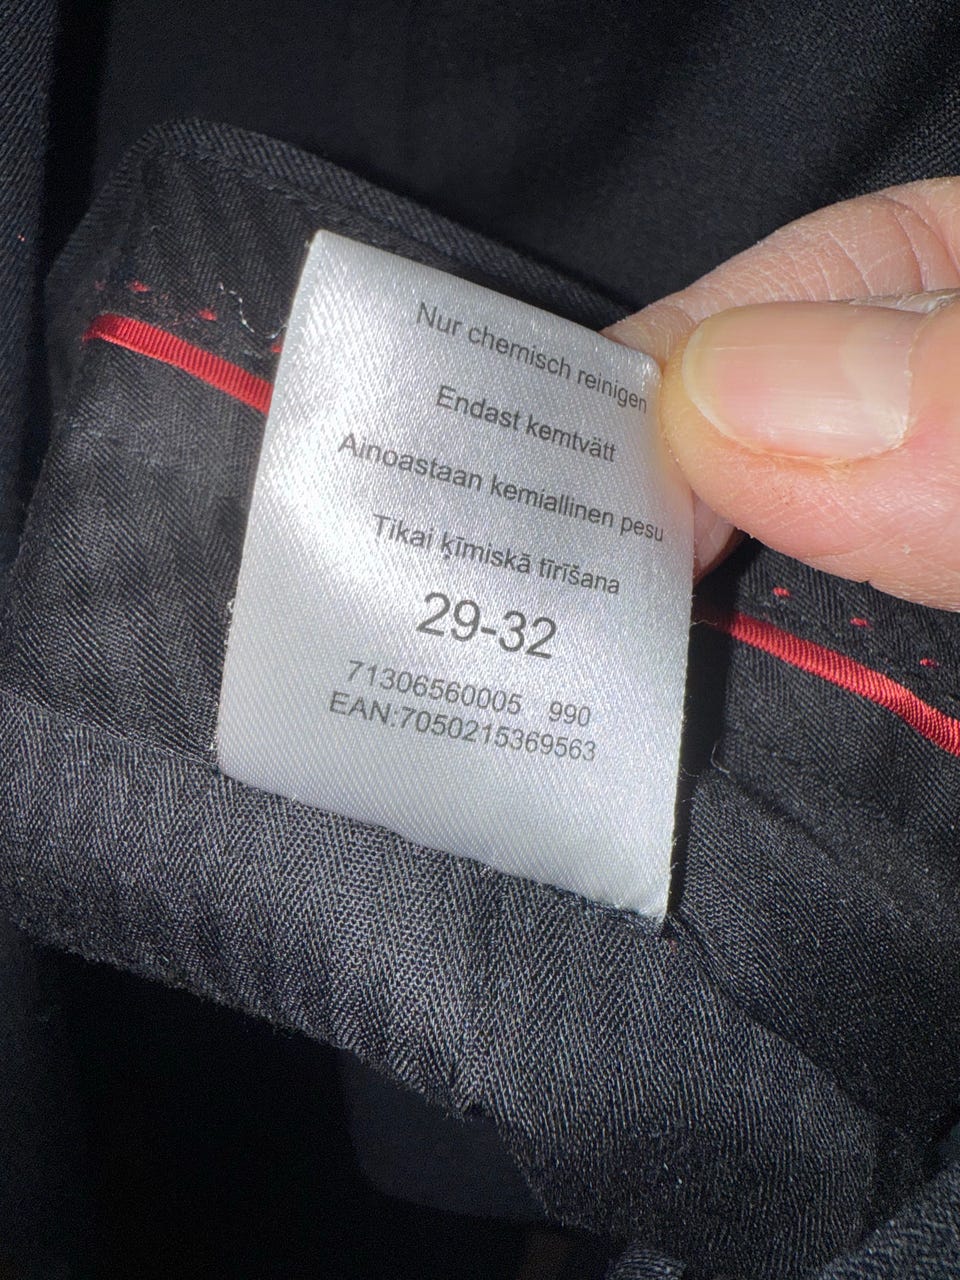 Nur chemisch reinigen
Endast kemtvätt
Ainoastaan kemiallinen pesu
Tikai ķīmiskā tīrīšana
29-32
71306560005 990
EAN:7050215369563